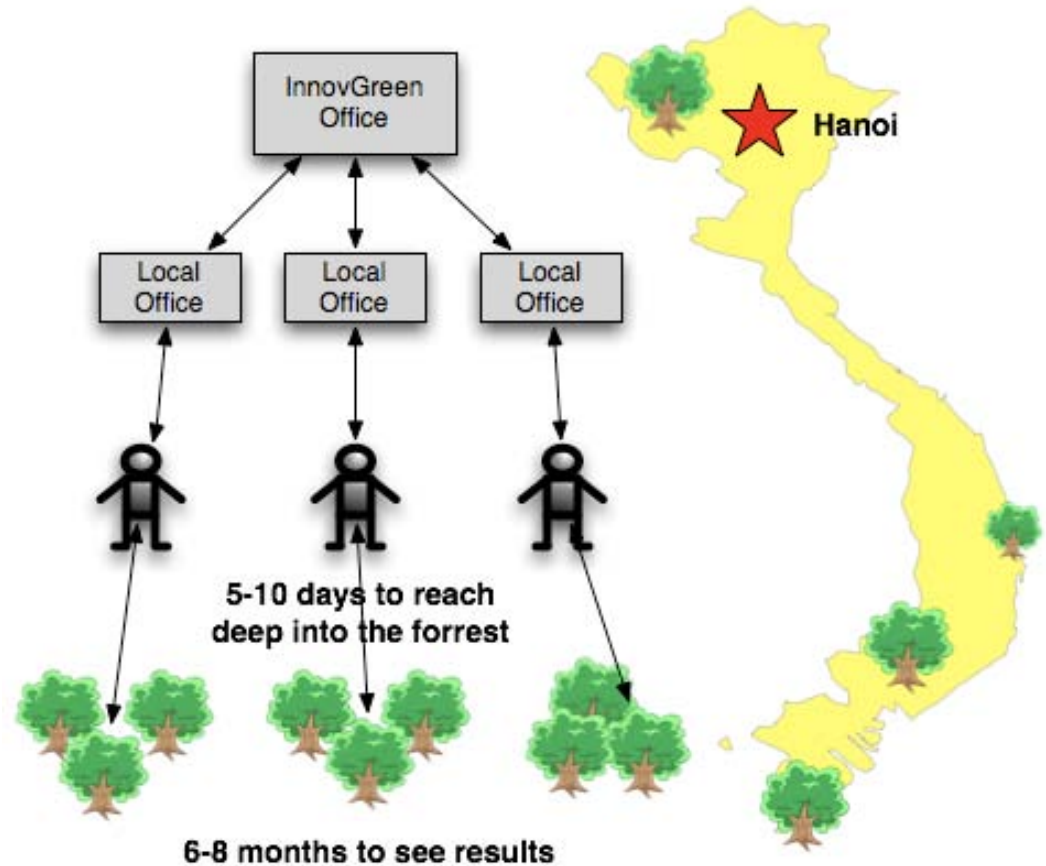 InnovGreen
Office
Hanoi
Local
Office
Local
Office
Local
Office
5-10 days to reach
deep into the forrest
6-8 months to see results